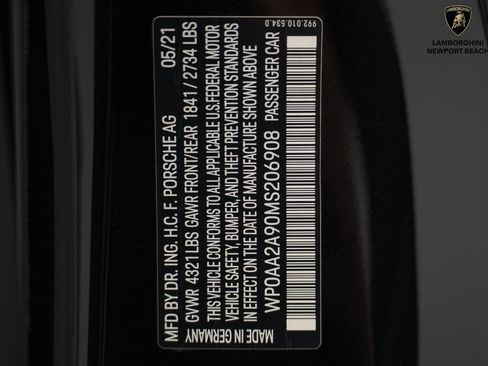 MFD BY DR. ING. H.C. F. PORSCHE AG 05/21
GVWR 4321 LBS GAWR FRONT/REAR 1841 / 2734 LBS
THIS VEHICLE CONFORMS TO ALL APPLICABLE U.S.FEDERAL MOTOR
VEHICLE SAFETY, BUMPER, AND THEFT PREVENTION STANDARDS
IN EFFECT ON THE DATE OF MANUFACTURE SHOWN ABOVE
WP0AA2A90MS206908 PASSENGER CAR
MADE IN GERMANY
992.010.534.D
LAMBORGHINI
NEWPORT BEACH